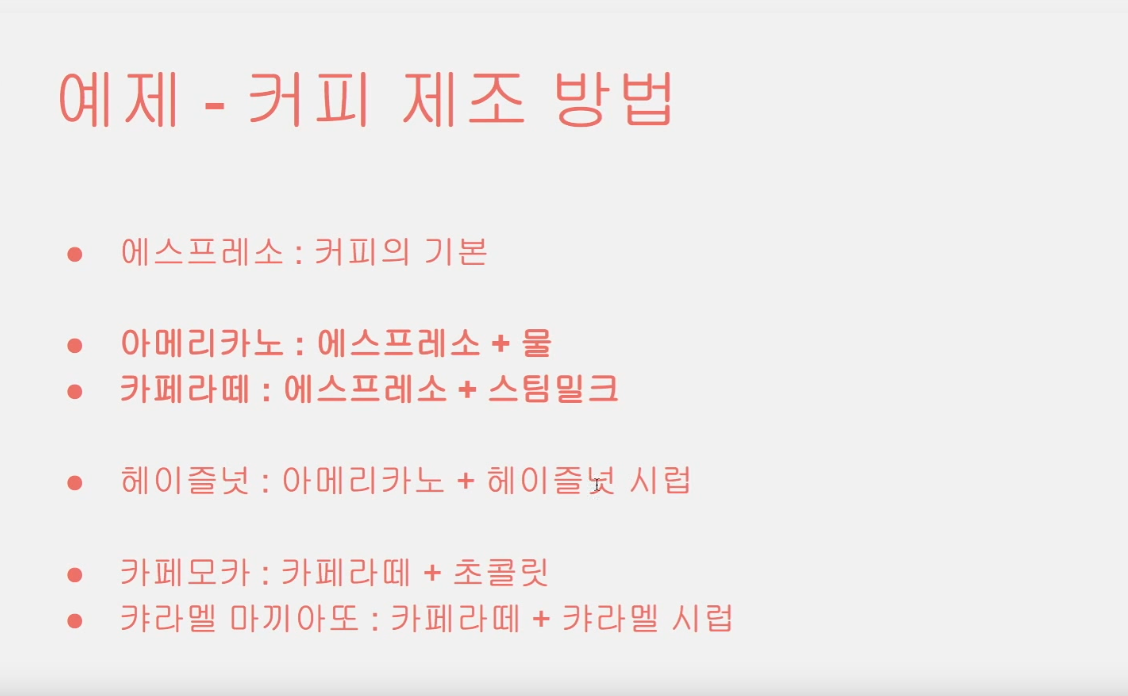 예제 - 커피 제조 방법
● 에스프레소 : 커피의 기본
● 아메리카노 : 에스프레소 + 물
● 카페라떼 : 에스프레소 + 스팀밀크
● 헤이즐넛 : 아메리카노 + 헤이즐넛 시럽
● 카페모카 : 카페라떼 + 초콜릿
● 캬라멜 마끼아또 : 카페라떼 + 캬라멜 시럽